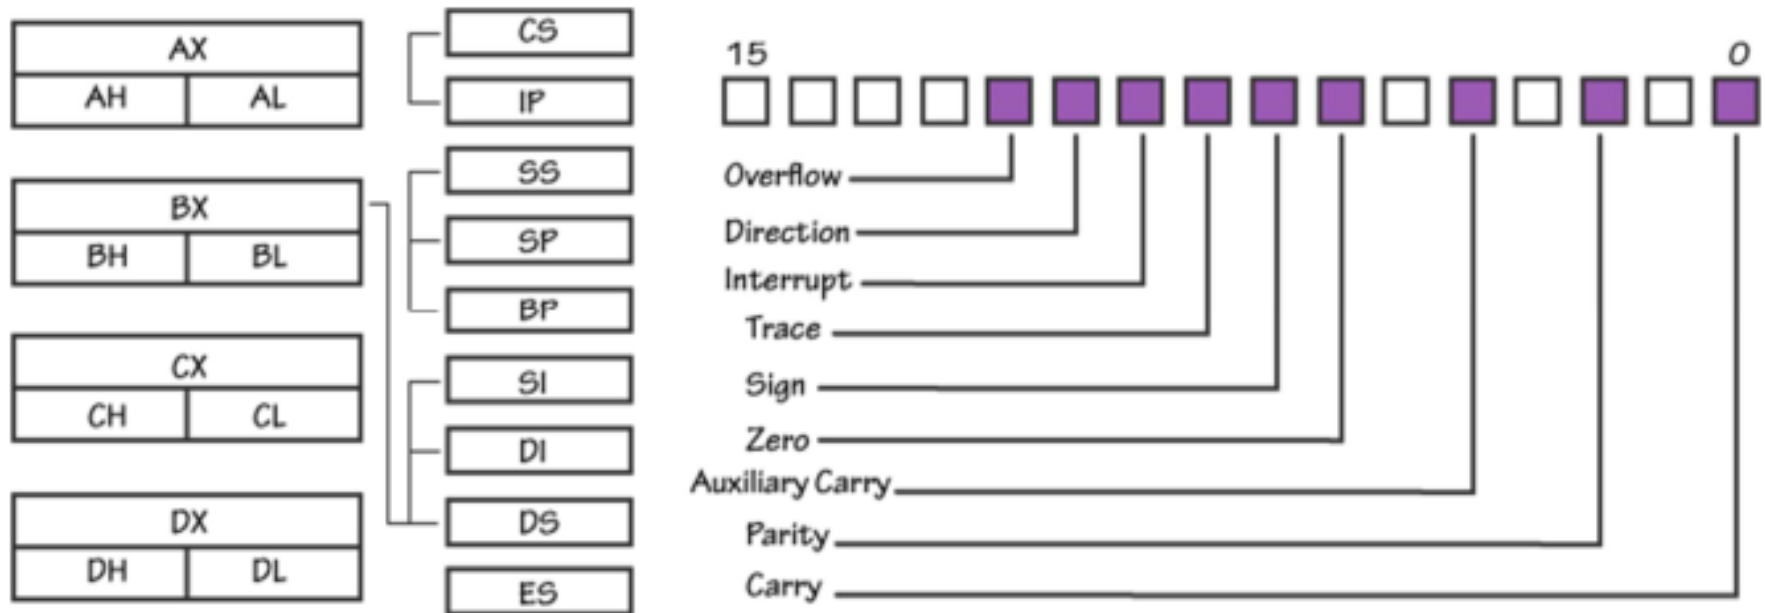 AX
AH AL
BX
BH BL
CX
CH CL
DX
DH DL
CS
IP
SS
SP
BP
SI
DI
DS
ES
15 0
Overflow
Direction
Interrupt
Trace
Sign
Zero
Auxiliary Carry
Parity
Carry